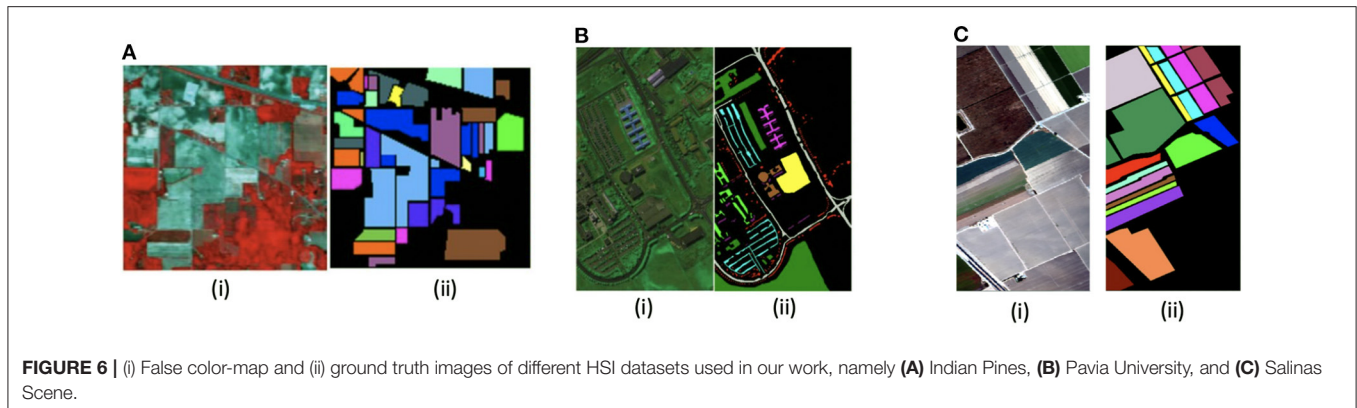 A
B
C
(i)
(ii)
(i)
(ii)
(i)
(ii)
FIGURE 6 | (i) False color-map and (ii) ground truth images of different HSI datasets used in our work, namely (A) Indian Pines, (B) Pavia University, and (C) Salinas
Scene.